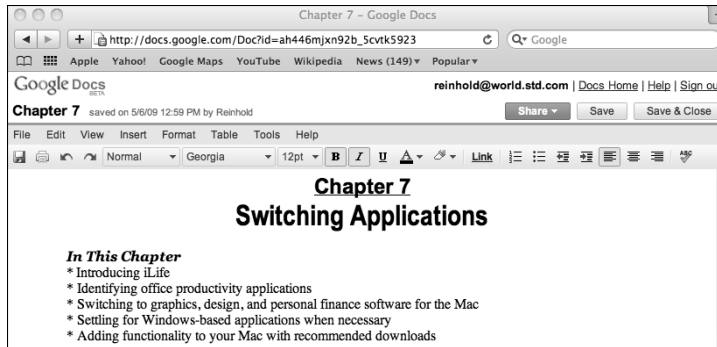 Chapter 7 – Google Docs
http://docs.google.com/Doc?id=ah446mjxn92b_5cvtk5923 Google
Apple Yahoo! Google Maps YouTube Wikipedia News (149) Popular
Google Docs BETA reinhold@world.std.com | Docs Home | Help | Sign ou
Chapter 7 saved on 5/6/09 12:59 PM by Reinhold Share Save Save & Close
File Edit View Insert Format Table Tools Help
Normal Georgia 12pt B I U A Link ABC
Chapter 7
Switching Applications
In This Chapter
* Introducing iLife
* Identifying office productivity applications
* Switching to graphics, design, and personal finance software for the Mac
* Settling for Windows-based applications when necessary
* Adding functionality to your Mac with recommended downloads